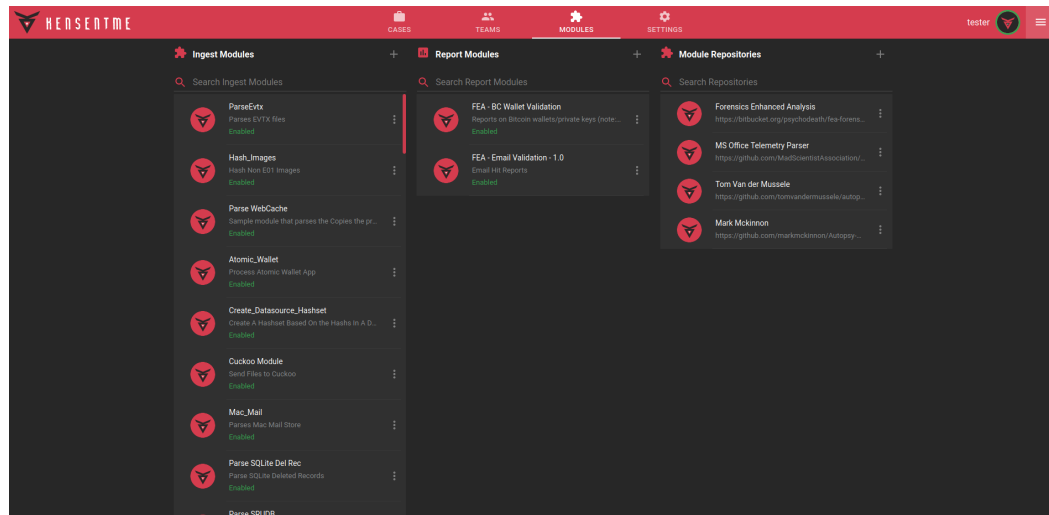 HENSENTME
CASES
TEAMS
MODULES
SETTINGS
tester
Ingest Modules
Search Ingest Modules
ParseEvtx
Parses EVTX files
Enabled
Hash_Images
Hash Non E01 Images
Enabled
Parse WebCache
Sample module that parses the Copies the pr...
Enabled
Atomic_Wallet
Process Atomic Wallet App
Enabled
Create_Datasource_Hashset
Create A Hashset Based On the Hashs In A D...
Enabled
Cuckoo Module
Send Files to Cuckoo
Enabled
Mac_Mail
Parses Mac Mail Store
Enabled
Parse SQLite Del Rec
Parse SQLite Deleted Records
Enabled
Parse SRUDB
Report Modules
Search Report Modules
FEA - BC Wallet Validation
Reports on Bitcoin wallets/private keys (note:...
Enabled
FEA - Email Validation - 1.0
Email Hit Reports
Enabled
Module Repositories
Search Repositories
Forensics Enhanced Analysis
https://bitbucket.org/psychodeath/fea-forens...
MS Office Telemetry Parser
https://github.com/MadScientistAssociation/...
Tom Van der Mussele
https://github.com/tomvandermussele/autop...
Mark Mckinnon
https://github.com/markmckinnon/Autopsy-...